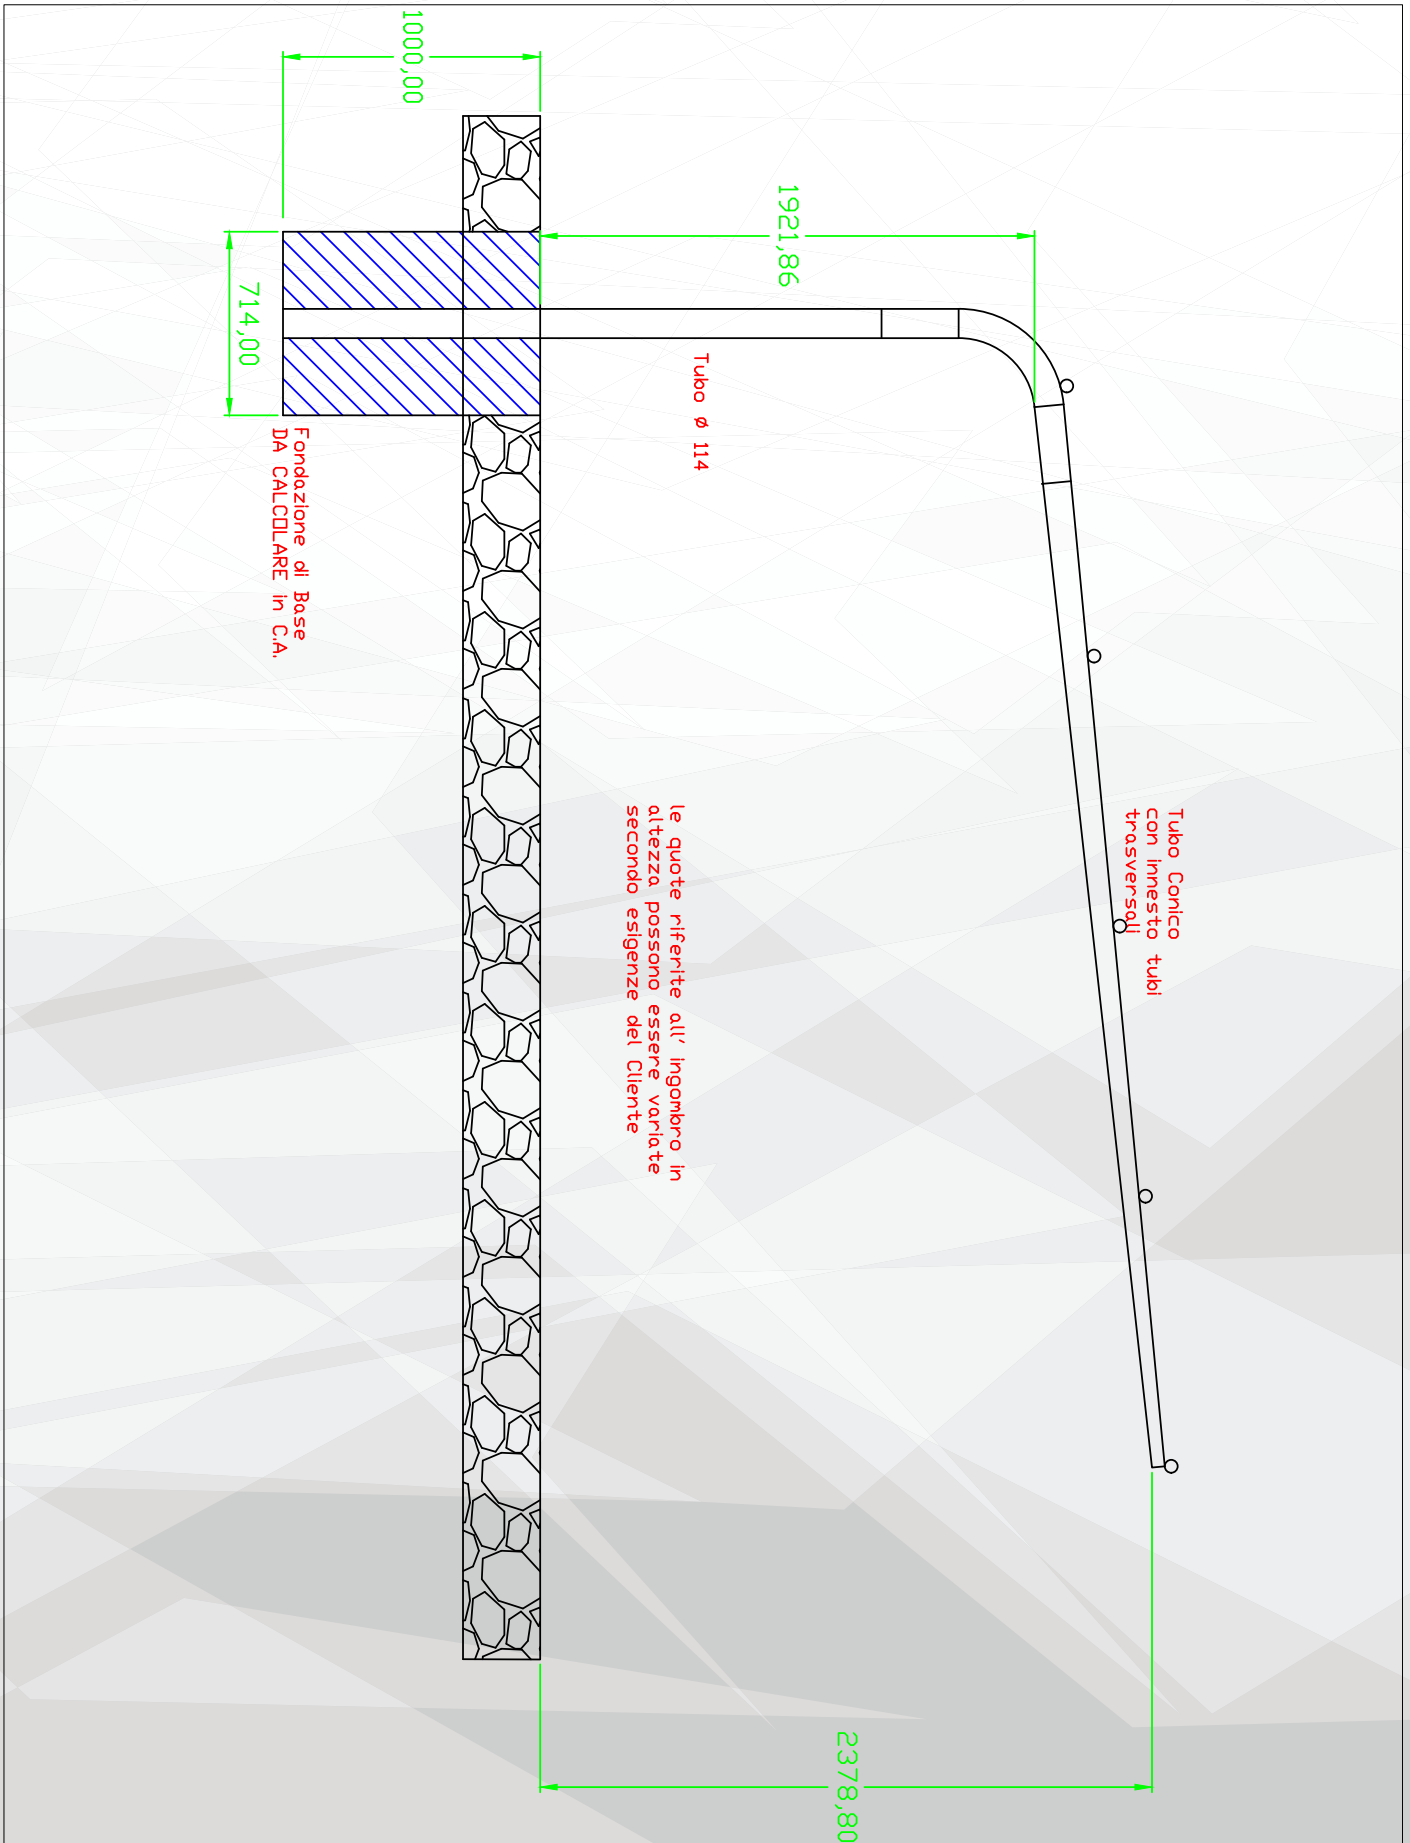 1000,00
1921,86
714,00
Tubo ø 114
Fondazione di Base
DA CALCOLARE in C.A.
Tubo Conico
con innesto tubi
trasversali
le quote riferite all' ingombro in
altezza possono essere variate
secondo esigenze del Cliente
2378,80